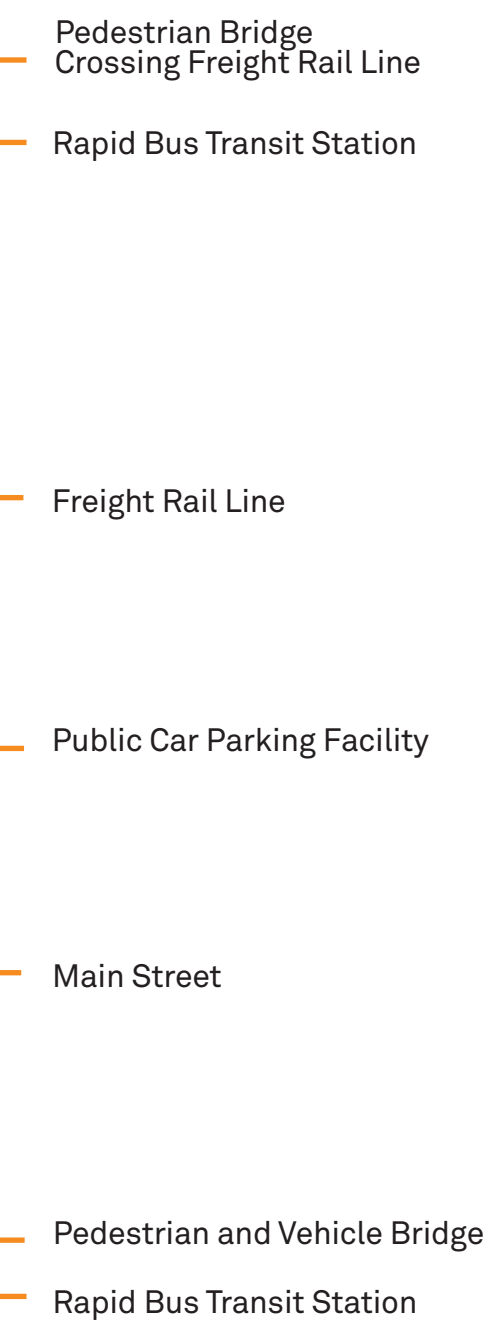 Pedestrian Bridge
Crossing Freight Rail Line
Rapid Bus Transit Station
Freight Rail Line
Public Car Parking Facility
Main Street
Pedestrian and Vehicle Bridge
Rapid Bus Transit Station